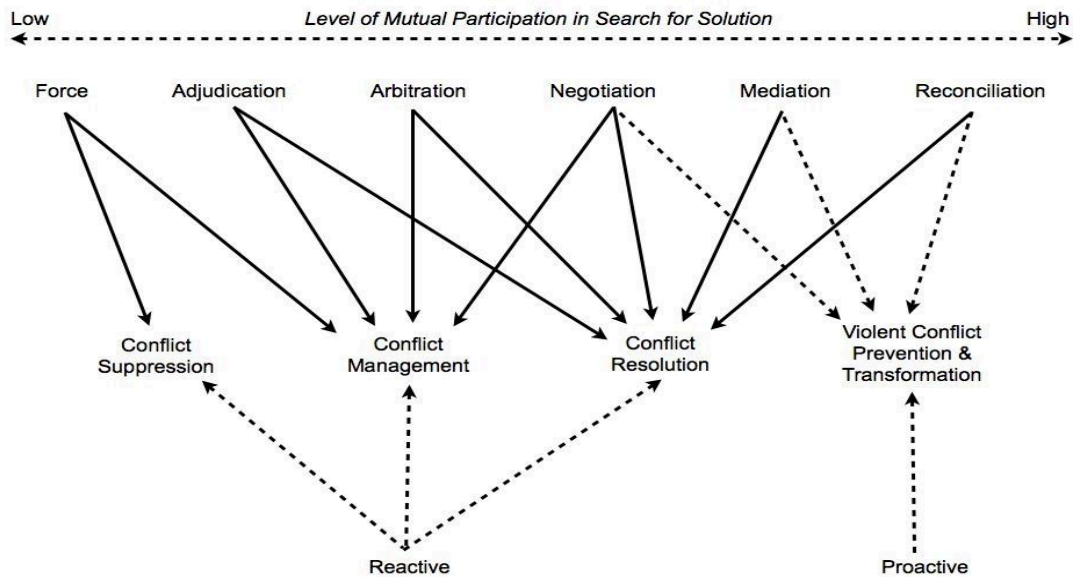 Low Level of Mutual Participation in Search for Solution High
Force Adjudication Arbitration Negotiation Mediation Reconciliation
Conflict
Suppression
Conflict
Management
Conflict
Resolution
Violent Conflict
Prevention &
Transformation
Reactive Proactive